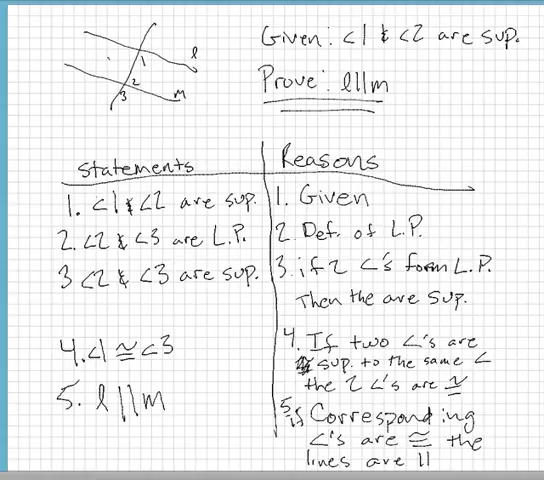 Given: <1 & <2 are sup.
Prove: l||m
l
1
2
3
m
Statements
Reasons
1. <1 & <2 are sup.
1. Given
2. <2 & <3 are L.P.
2. Def. of L.P.
3 <2 & <3 are sup.
3. if 2 <'s form L.P.
Then the are sup.
4. <1 ≅ <3
4. If two <'s are
sup. to the same <
the 2 <'s are ≅
5. l || m
5. if Corresponding
<'s are ≅ the
lines are ||